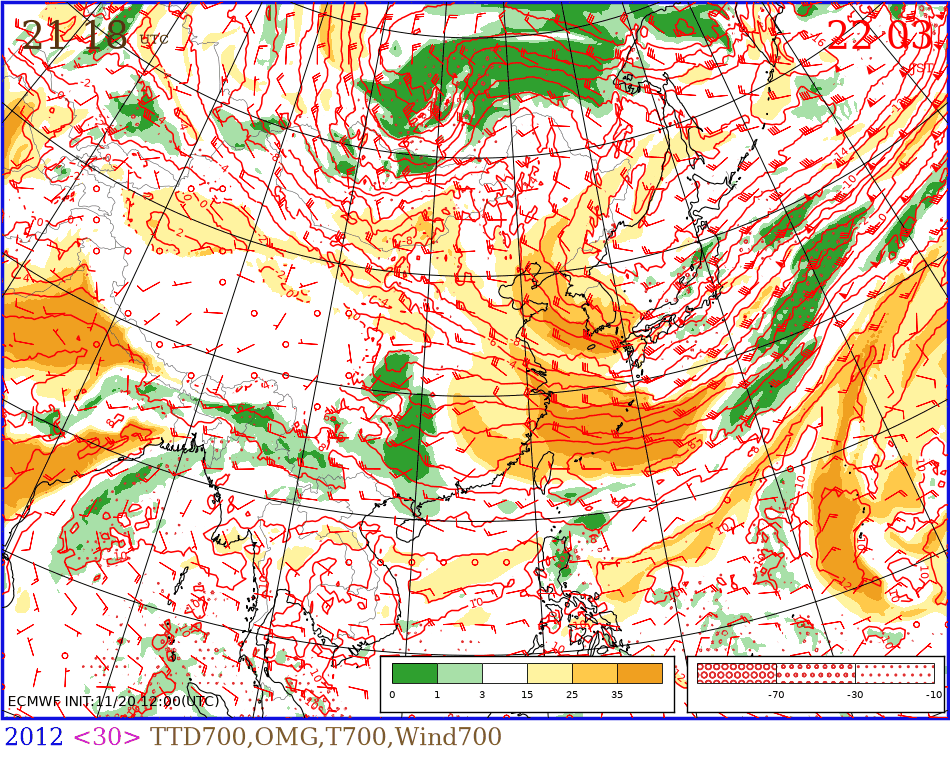 21 18 UTC
22 03 JST
0 1 3 15 25 35
-70 -30 -10
ECMWF INIT:11/20 12:00(UTC)
2012 <30> TTD700,OMG,T700,Wind700